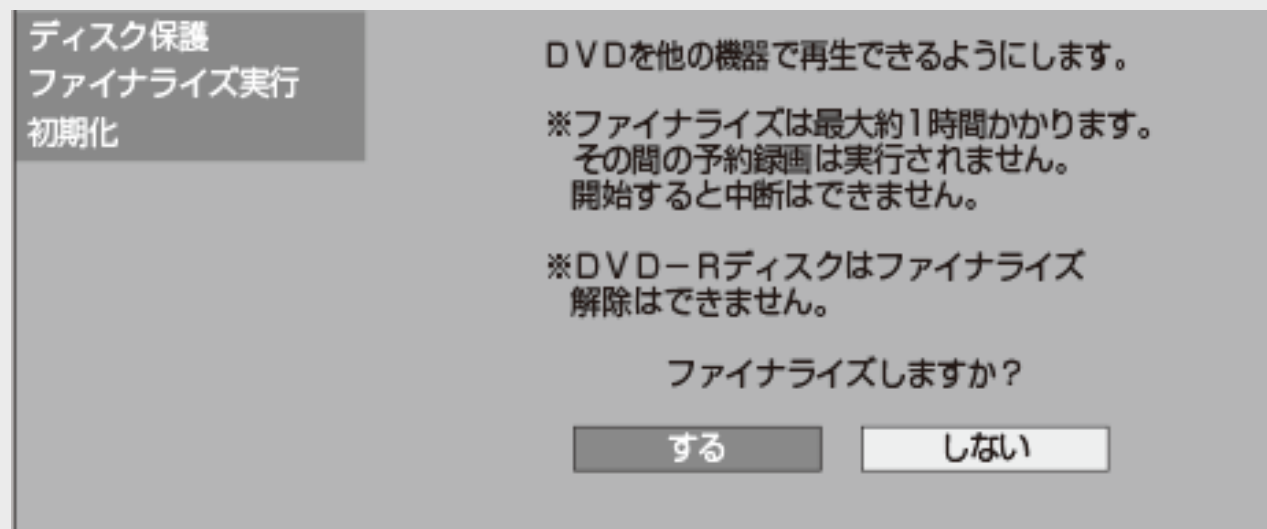 ディスク保護
ファイナライズ実行
初期化
DVDを他の機器で再生できるようにします。
※ファイナライズは最大約1時間かかります。
その間の予約録画は実行されません。
開始すると中断はできません。
※DVD-Rディスクはファイナライズ
解除はできません。
ファイナライズしますか？
する
しない